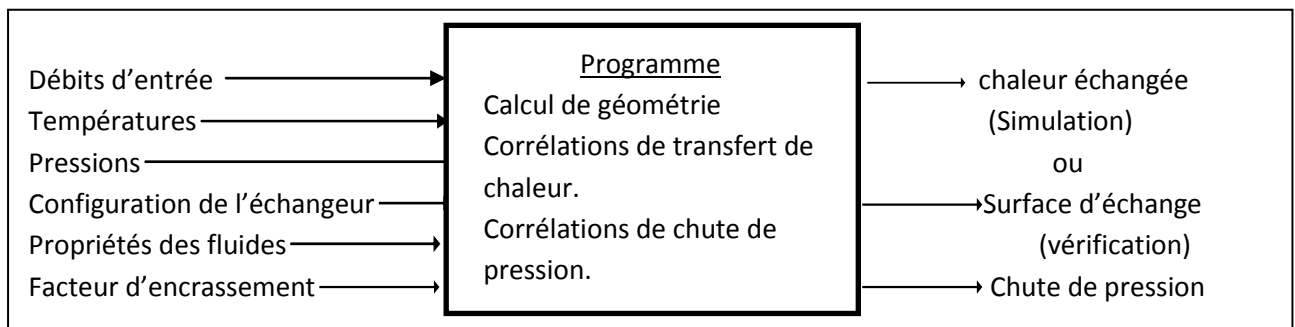 Débits d’entrée
Températures
Pressions
Configuration de l’échangeur
Propriétés des fluides
Facteur d’encrassement
Programme
Calcul de géométrie
Corrélations de transfert de
chaleur.
Corrélations de chute de
pression.
chaleur échangée
(Simulation)
ou
Surface d’échange
(vérification)
Chute de pression